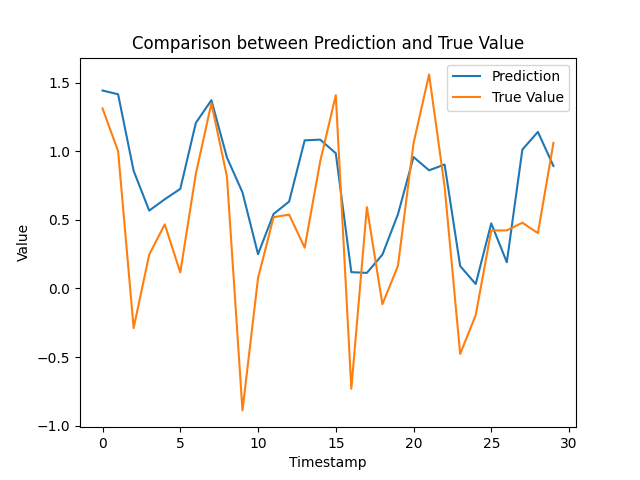 Comparison between Prediction and True Value
Prediction
True Value
1.5
1.0
0.5
0.0
−0.5
−1.0
Value
0 5 10 15 20 25 30
Timestamp